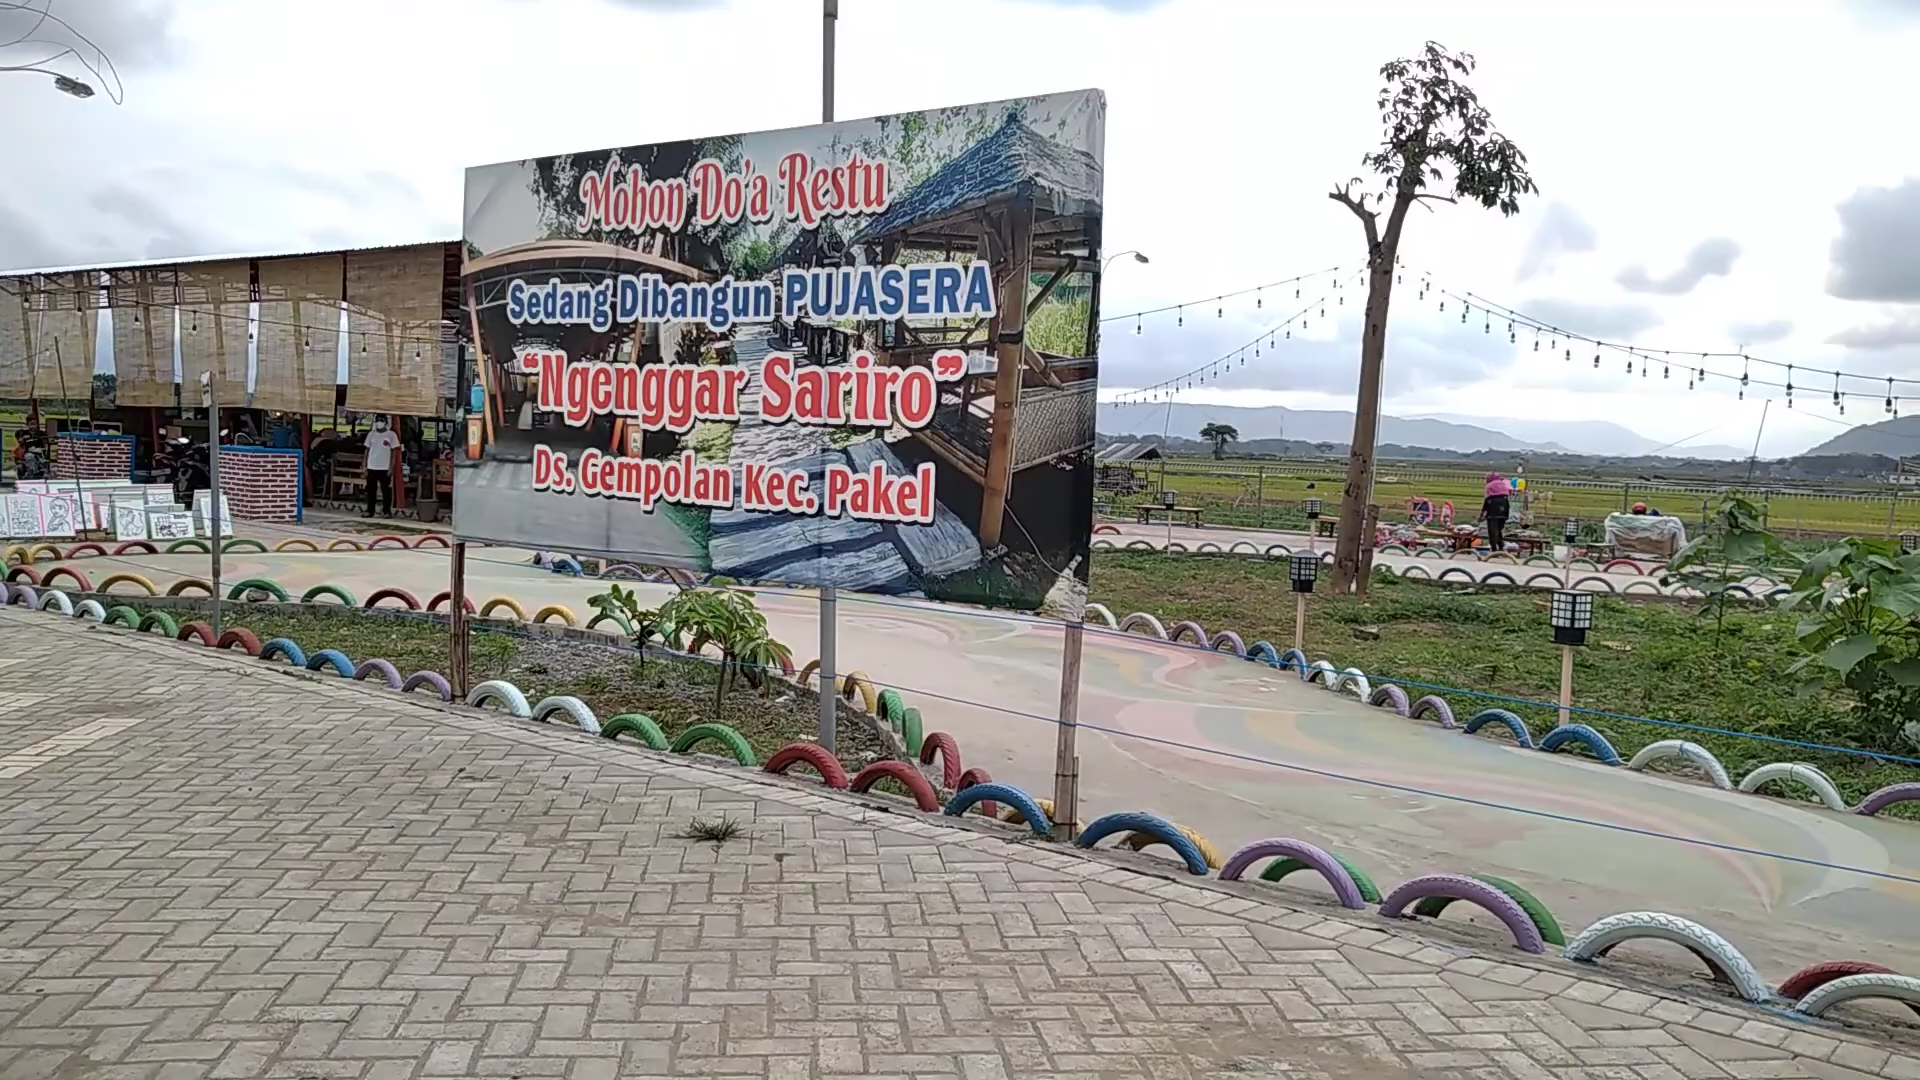 Mohon Do'a Restu
Sedang Dibangun PUJASERA
"Ngenggar Sariro"
Ds. Gempolan Kec. Pakel